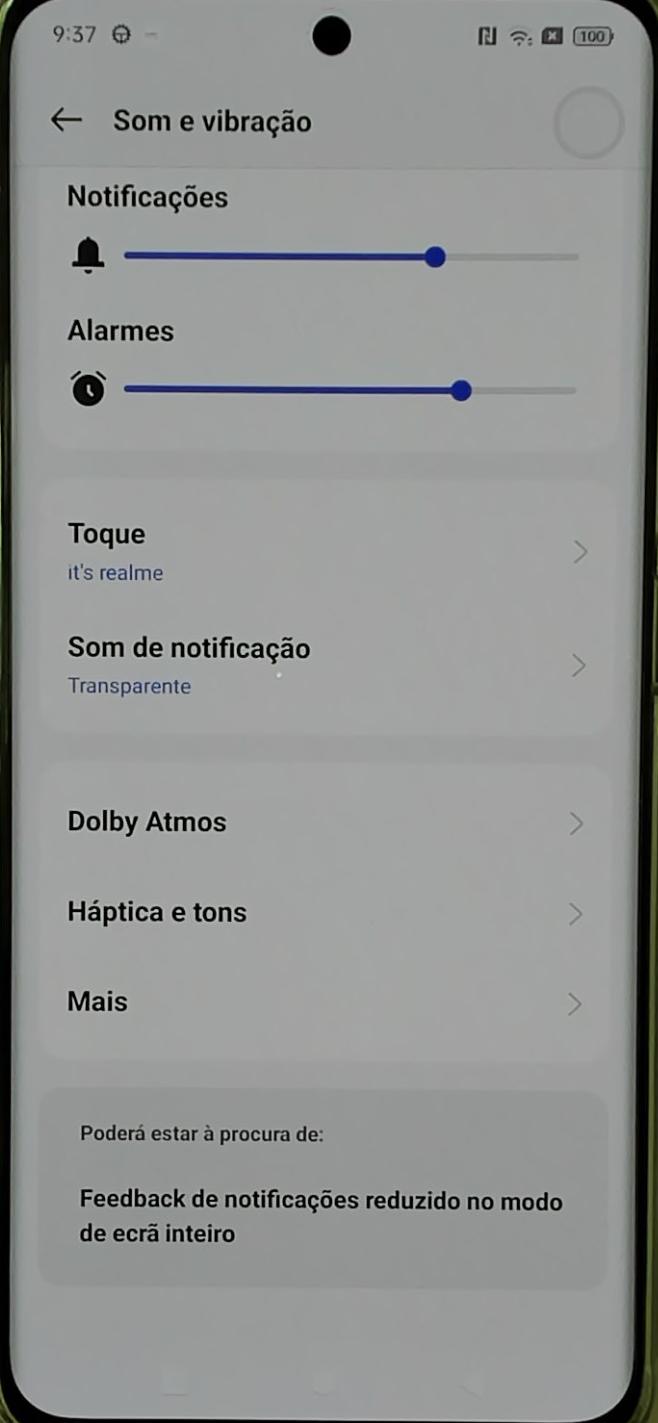 9:37
100
Som e vibração
Notificações
Alarmes
Toque
it's realme
Som de notificação
Transparente
Dolby Atmos
Háptica e tons
Mais
Poderá estar à procura de:
Feedback de notificações reduzido no modo
de ecrã inteiro